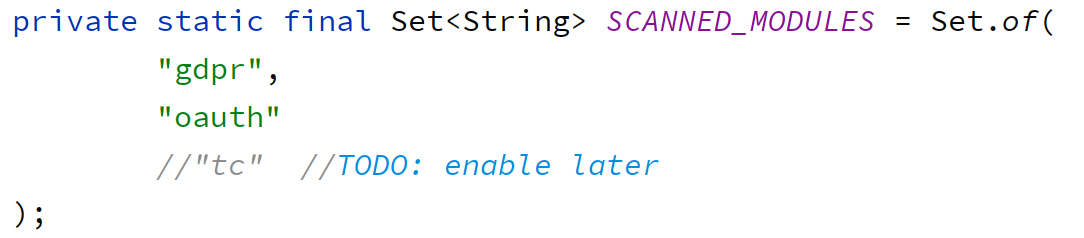 private static final Set<String> SCANNED_MODULES = Set.of(
"gdpr",
"oauth"
//"tc"  //TODO: enable later
);